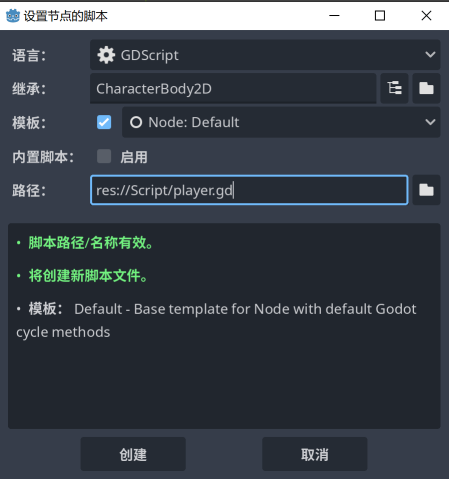 设置节点的脚本
语言： GDScript
继承： CharacterBody2D
模板： Node: Default
内置脚本： 启用
路径： res://Script/player.gd
• 脚本路径/名称有效。
• 将创建新脚本文件。
• 模板： Default - Base template for Node with default Godot
cycle methods
创建 取消